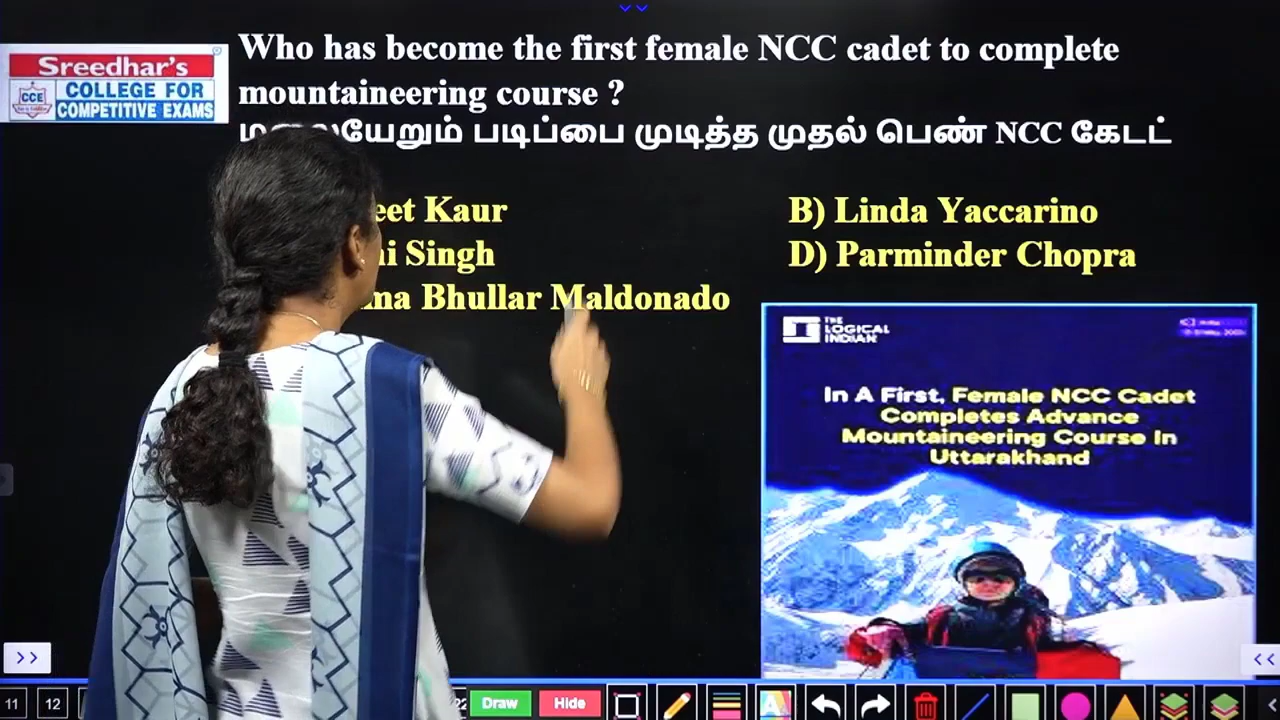 Who has become the first female NCC cadet to complete
mountaineering course ?
படிப்பை முடித்த முதல் பெண் NCC கேடட்
Kaur
B) Linda Yaccarino
Singh
D) Parminder Chopra
Bhullar Maldonado
Sreedhar's
CCE
COLLEGE FOR
COMPETITIVE EXAMS
THE
LOGICAL
INDIAN
In A First, Female NCC Cadet
Completes Advance
Mountaineering Course In
Uttarakhand
>>
<<
11
12
Draw
Hide